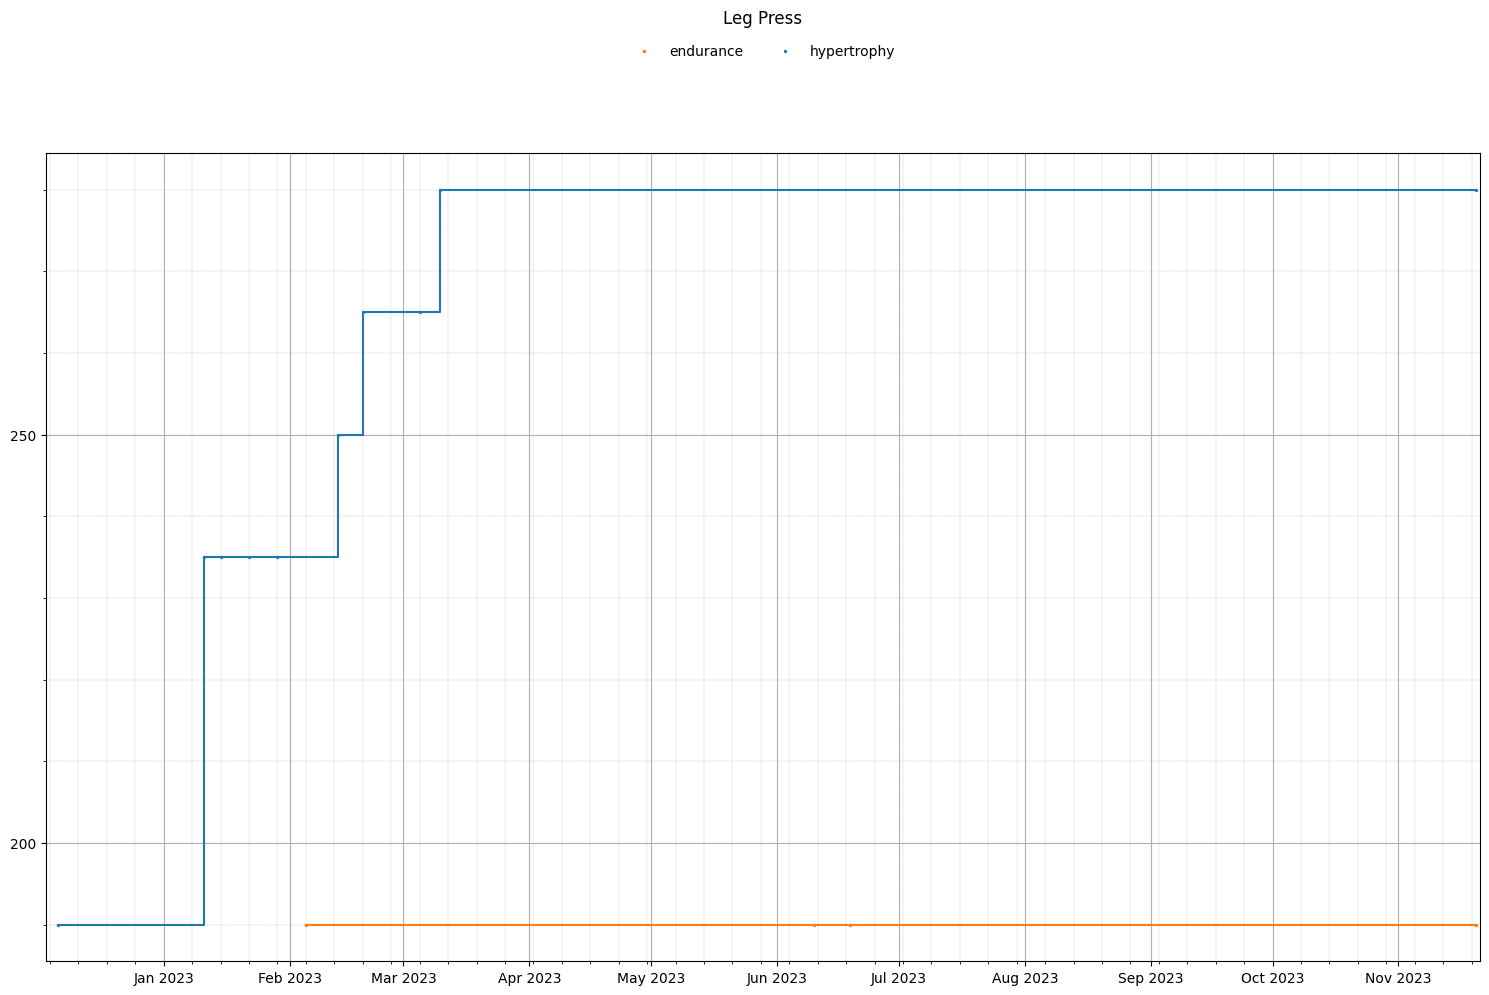 Leg Press
endurance hypertrophy
250
200
Jan 2023 Feb 2023 Mar 2023 Apr 2023 May 2023 Jun 2023 Jul 2023 Aug 2023 Sep 2023 Oct 2023 Nov 2023